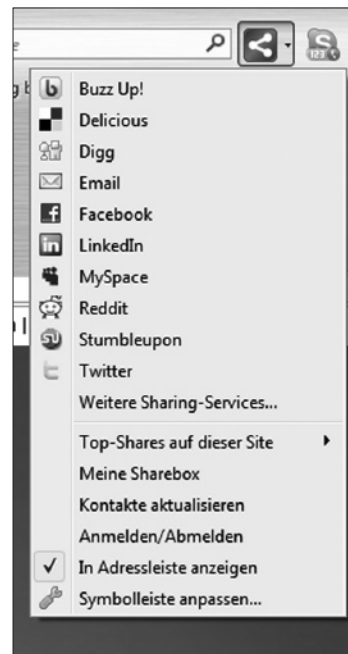 Buzz Up!
Delicious
Digg
Email
Facebook
LinkedIn
MySpace
Reddit
Stumbleupon
Twitter
Weitere Sharing-Services...
Top-Shares auf dieser Site
Meine Sharebox
Kontakte aktualisieren
Anmelden/Abmelden
In Adressleiste anzeigen
Symbolleiste anpassen...